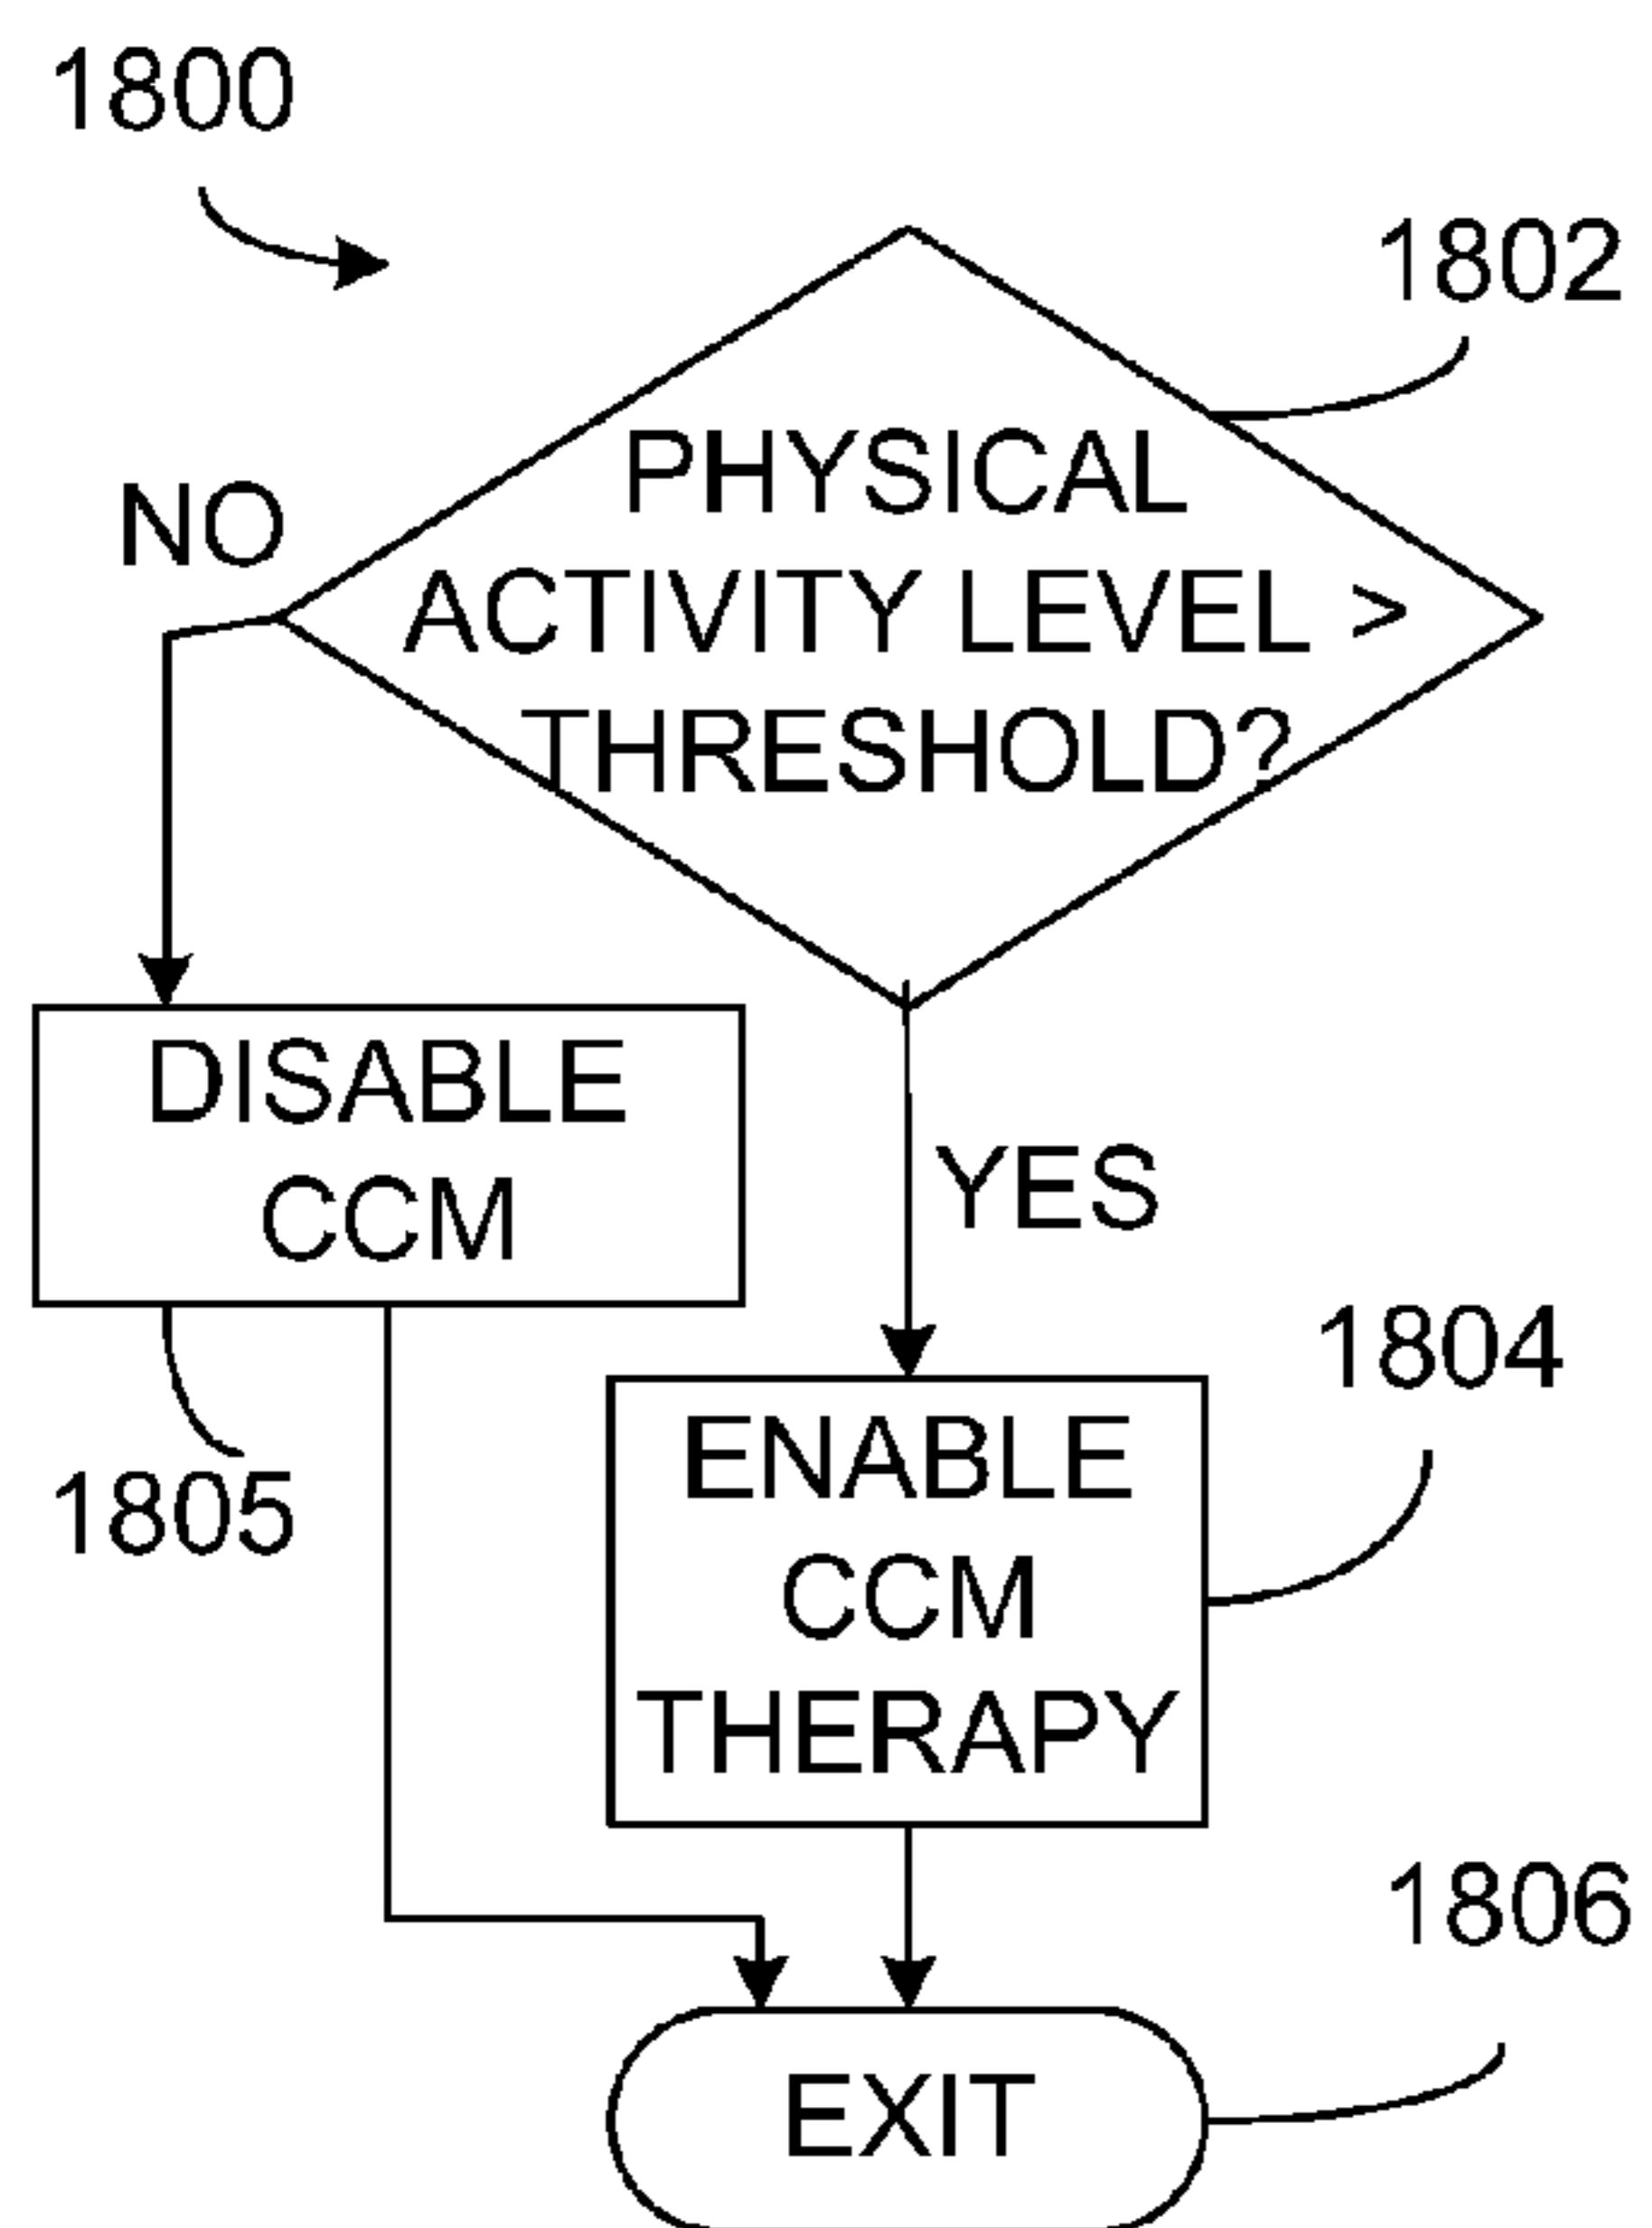 1800
1802
PHYSICAL
ACTIVITY LEVEL >
THRESHOLD?
NO
DISABLE
CCM
YES
1805
1804
ENABLE
CCM
THERAPY
1806
EXIT